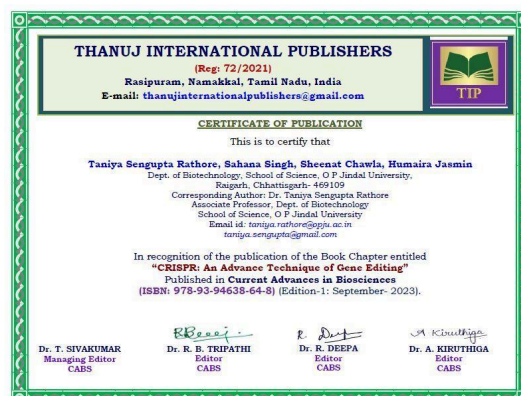 THANUJ INTERNATIONAL PUBLISHERS
(Reg: 72/2021)
Rasipuram, Namakkal, Tamil Nadu, India
E-mail: thanujinternationalpublishers@gmail.com
TIP
CERTIFICATE OF PUBLICATION
This is to certify that
Taniya Sengupta Rathore, Sahana Singh, Sheenat Chawla, Humaira Jasmin
Dept. of Biotechnology, School of Science, O P Jindal University,
Raigarh, Chhattisgarh- 469109
Corresponding Author: Dr. Taniya Sengupta Rathore
Associate Professor, Dept. of Biotechnology
School of Science, O P Jindal University
Email id: taniya.rathore@opju.ac.in
taniya.sengupta@gmail.com
In recognition of the publication of the Book Chapter entitled
“CRISPR: An Advance Technique of Gene Editing”
Published in Current Advances in Biosciences
(ISBN: 978-93-94638-64-8) (Edition-1: September- 2023).
R. Deep
A Kiruthiga
Dr. T. SIVAKUMAR Dr. R. B. TRIPATHI Dr. R. DEEPA Dr. A. KIRUTHIGA
Managing Editor Editor Editor Editor
CABS CABS CABS CABS